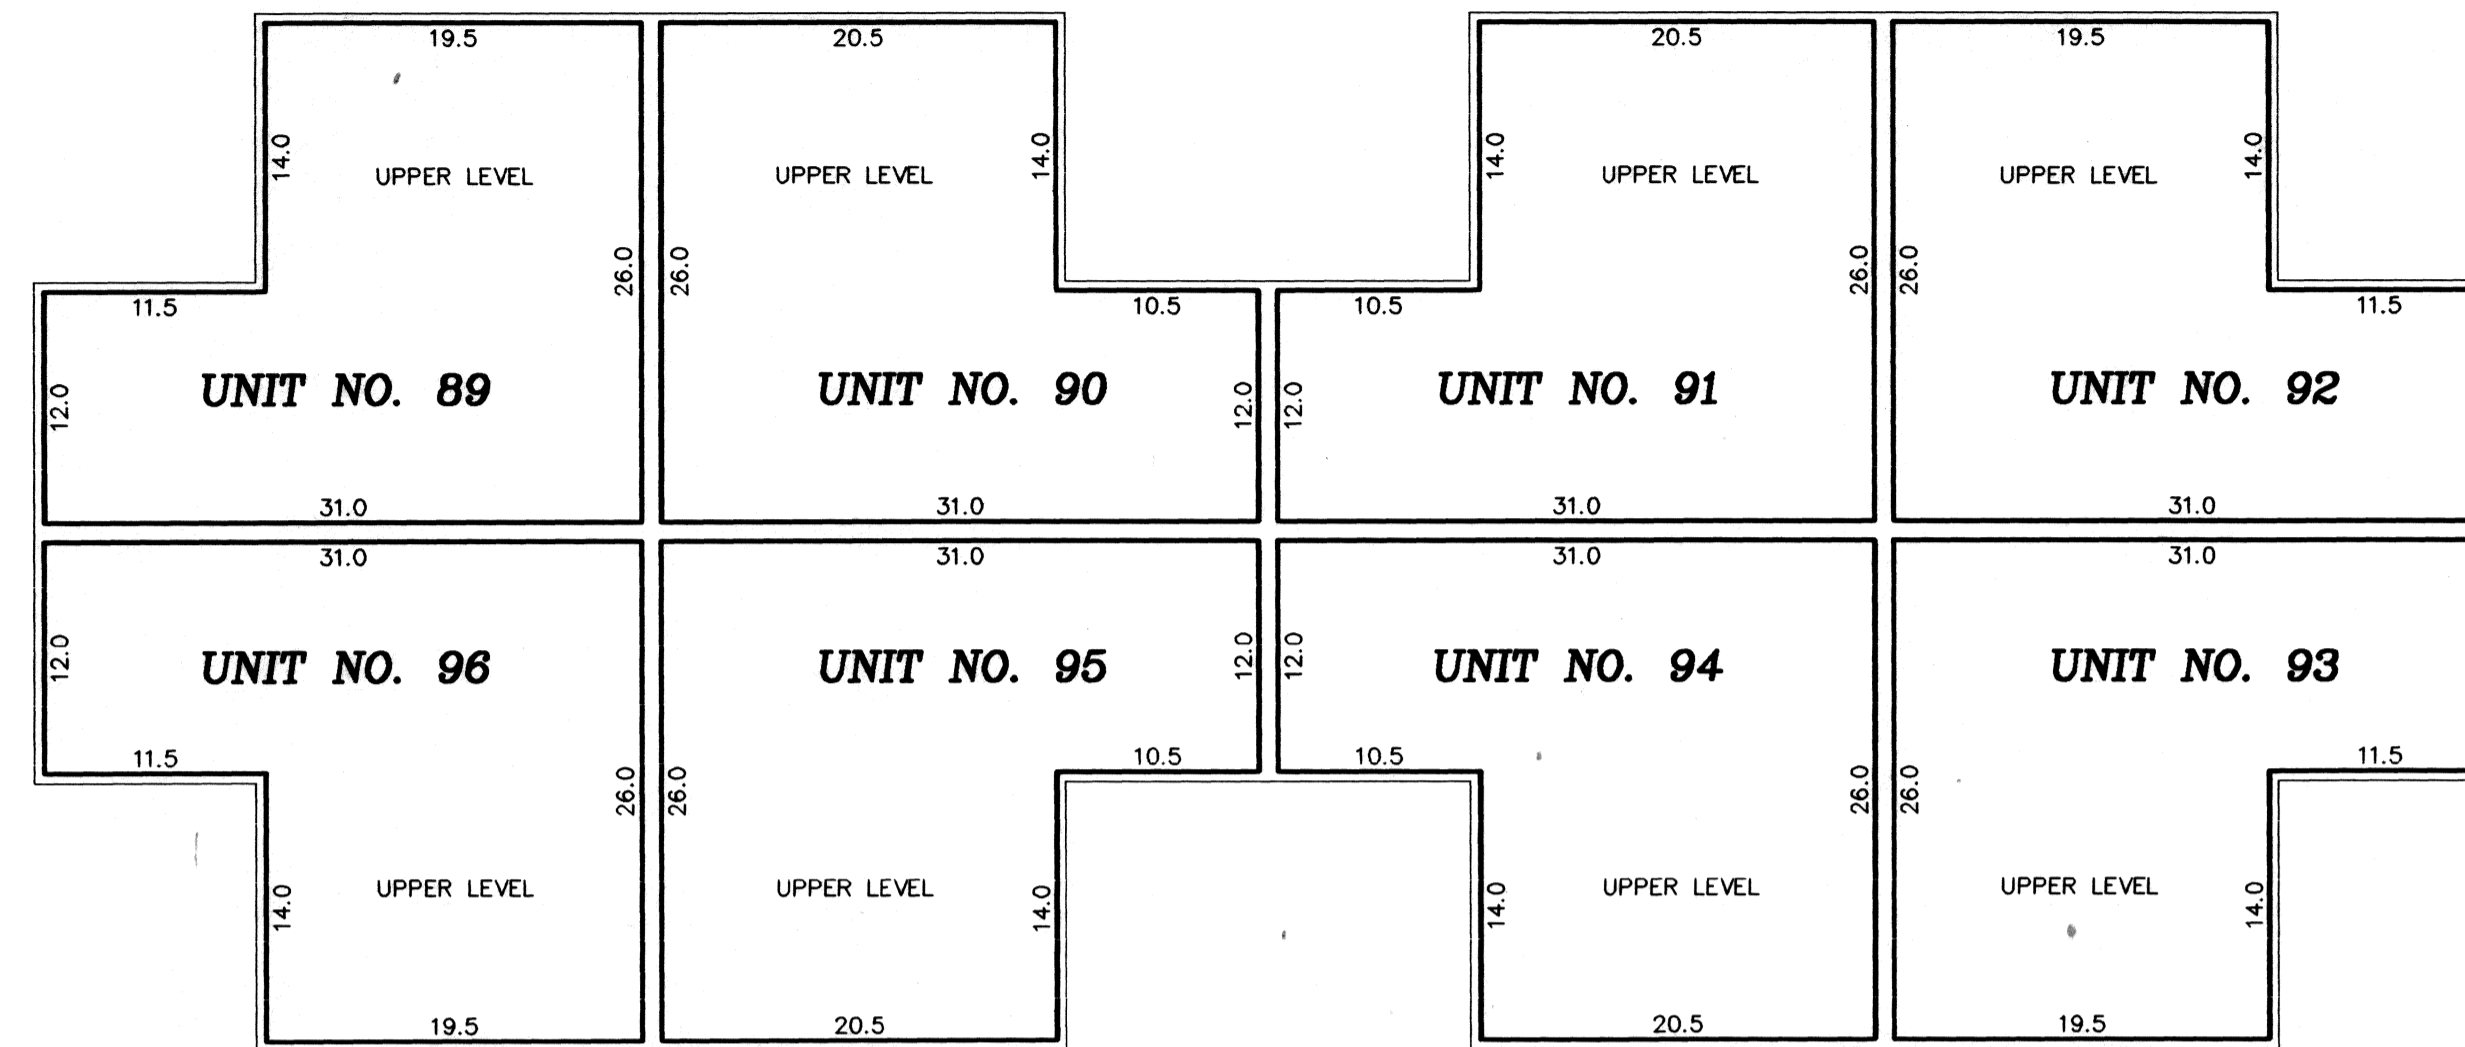 19.5
20.5
20.5
19.5
14.0
UPPER LEVEL
UPPER LEVEL
14.0
14.0
UPPER LEVEL
UPPER LEVEL
14.0
26.0
26.0
26.0
26.0
11.5
10.5
10.5
11.5
12.0
UNIT NO. 89
UNIT NO. 90
12.0
12.0
UNIT NO. 91
UNIT NO. 92
31.0
31.0
31.0
31.0
31.0
31.0
31.0
31.0
12.0
UNIT NO. 96
UNIT NO. 95
12.0
12.0
UNIT NO. 94
UNIT NO. 93
11.5
10.5
10.5
11.5
26.0
26.0
26.0
26.0
14.0
UPPER LEVEL
UPPER LEVEL
14.0
14.0
UPPER LEVEL
UPPER LEVEL
14.0
19.5
20.5
20.5
19.5